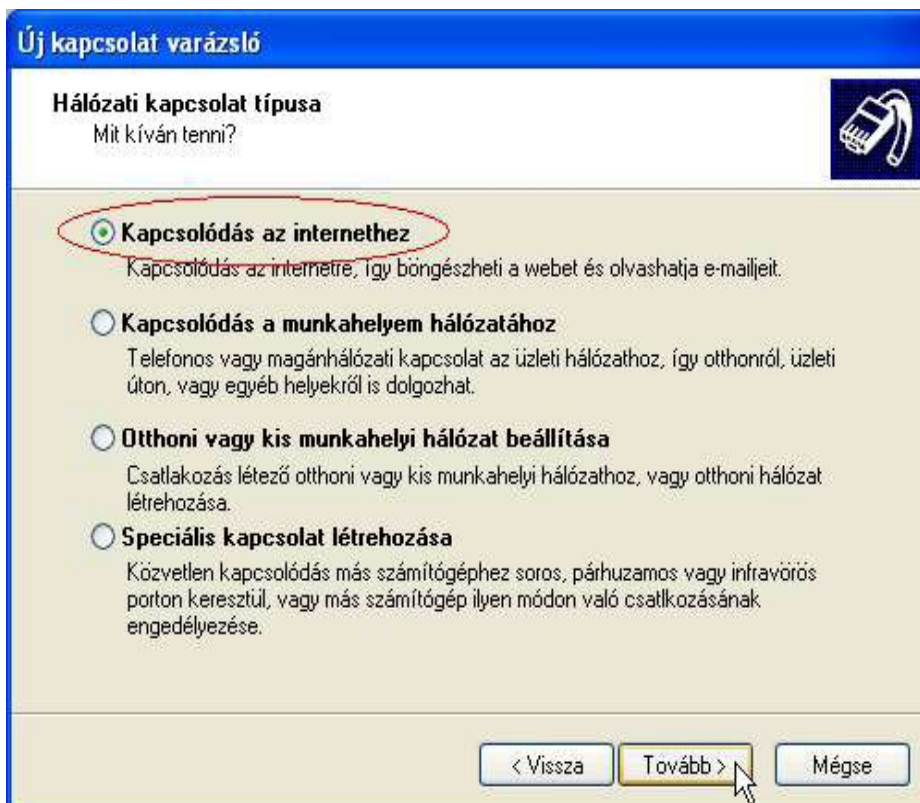 Új kapcsolat varázsló
Hálózati kapcsolat típusa
Mit kíván tenni?
Kapcsolódás az internethez
Kapcsolódás az internetre, így böngészheti a webet és olvashatja e-mailjeit.
Kapcsolódás a munkahelyem hálózatához
Telefonos vagy magánhálózati kapcsolat az üzleti hálózathoz, így otthonról, üzleti
úton, vagy egyéb helyekről is dolgozhat.
Otthoni vagy kis munkahelyi hálózat beállítása
Csatlakozás létező otthoni vagy kis munkahelyi hálózathoz, vagy otthoni hálózat
létrehozása.
Speciális kapcsolat létrehozása
Közvetlen kapcsolódás más számítógéphez soros, párhuzamos vagy infravörös
porton keresztül, vagy más számítógép ilyen módon való csatlkozásának
engedélyezése.
< Vissza Tovább > Mégse